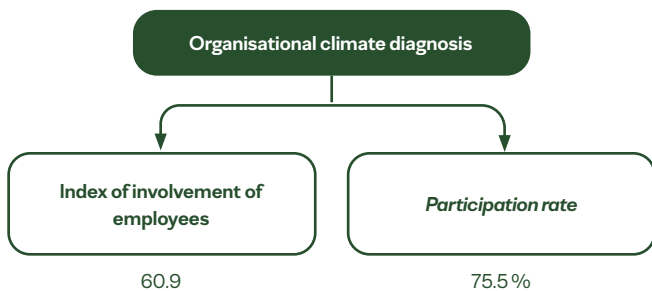 Organisational climate diagnosis
Index of involvement of
employees
Participation rate
60.9
75.5 %